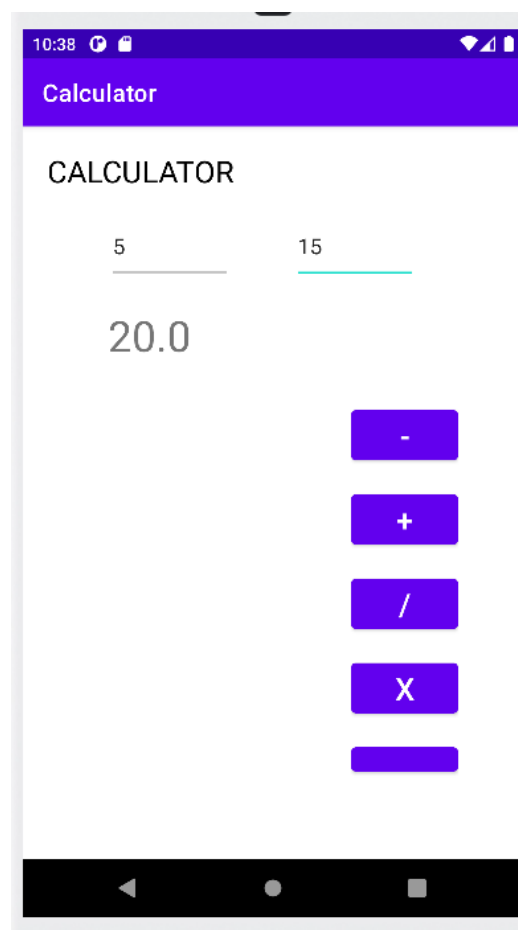 10:38
Calculator
CALCULATOR
5 15
20.0
-
+
/
X